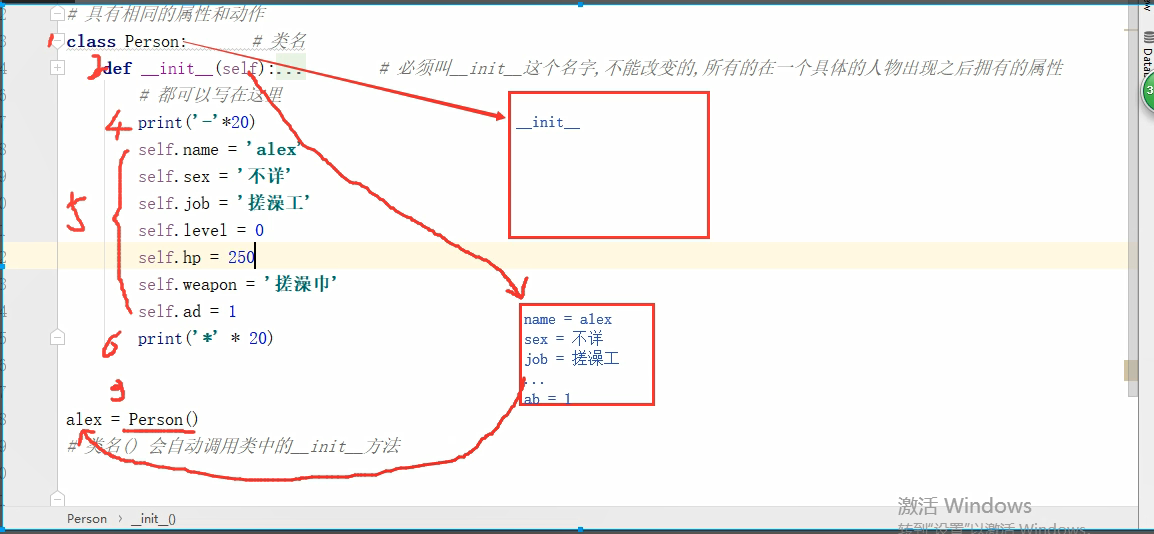 # 具有相同的属性和动作
1 class Person: # 类名
2 def __init__(self):... # 必须叫__init__这个名字,不能改变的,所有的在一个具体的人物出现之后拥有的属性
# 都可以写在这里
4 print('-'*20)
self.name = 'alex'
self.sex = '不详'
5 self.job = '搓澡工'
self.level = 0
self.hp = 250
self.weapon = '搓澡巾'
self.ad = 1
6 print('*' * 20)
3
alex = Person()
# 类名() 会自动调用类中的__init__方法
__init__
name = alex
sex = 不详
job = 搓澡工
...
ab = 1
Person > __init__()
激活 Windows
转到"设置"以激活 Windows。